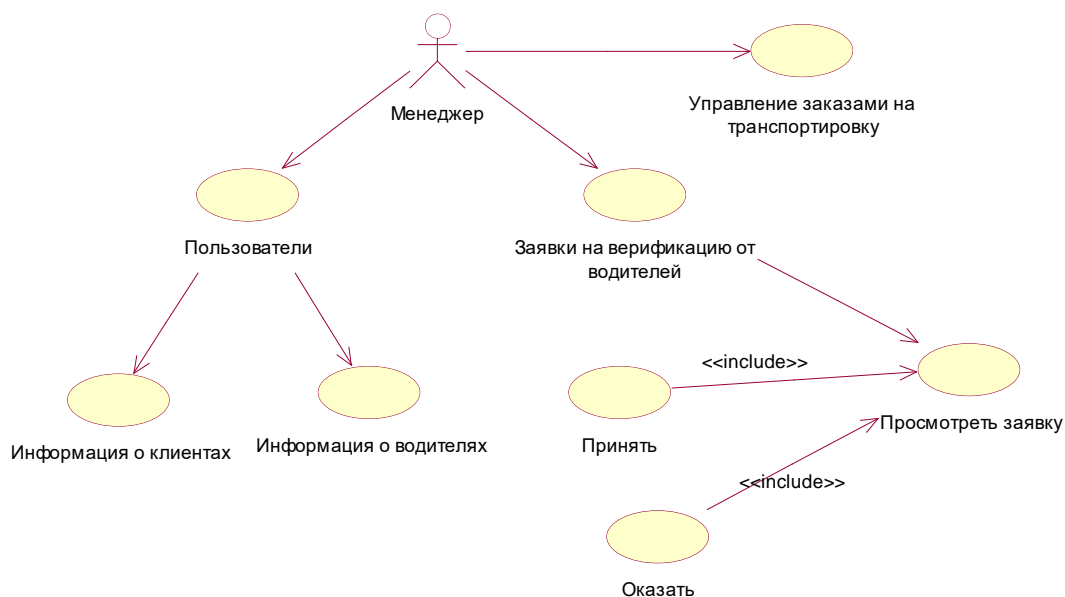 Менеджер
Управление заказами на
транспортировку
Пользователи
Заявки на верификацию от
водителей
<<include>>
Просмотреть заявку
Информация о клиентах
Информация о водителях
Принять
<<include>>
Оказать